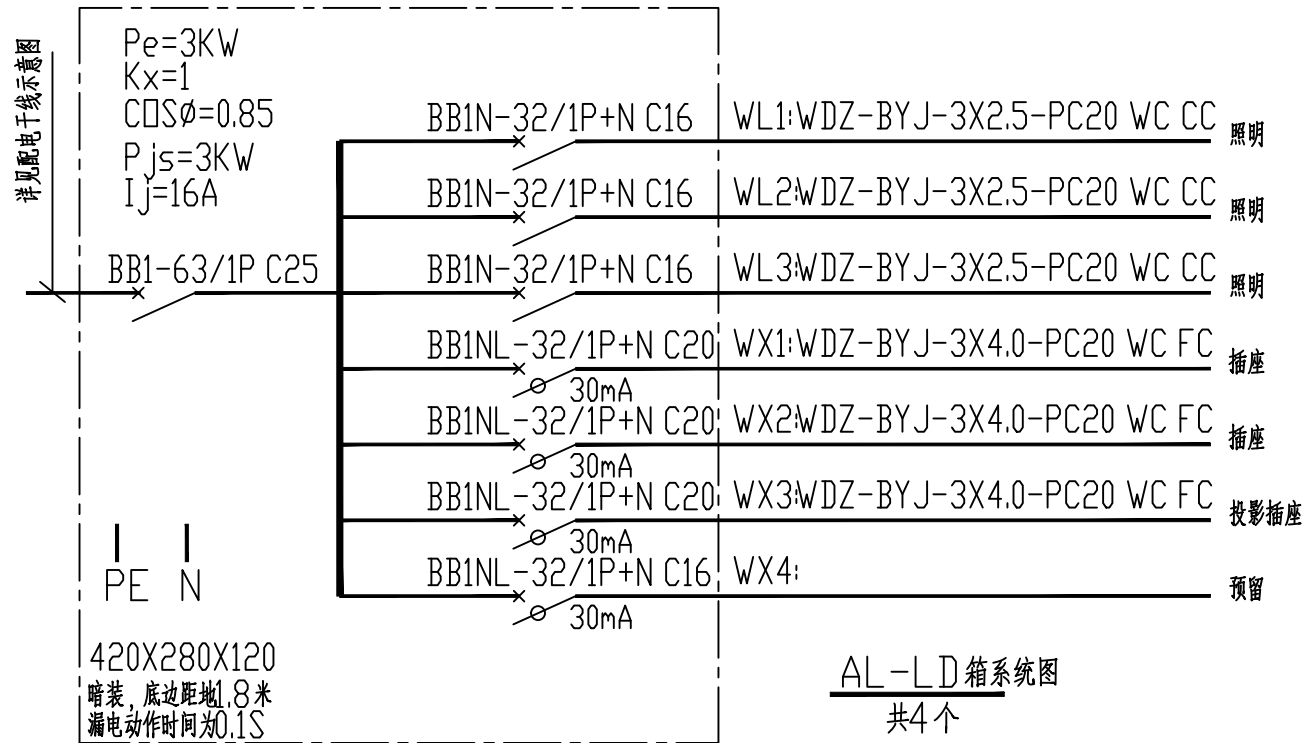 详见配电干线示意图
Pe=3KW
Kx=1
COSø=0.85
Pjs=3KW
Ij=16A
BB1-63/1P C25
BB1N-32/1P+N C16 WL1:WDZ-BYJ-3X2.5-PC20 WC CC 照明
BB1N-32/1P+N C16 WL2:WDZ-BYJ-3X2.5-PC20 WC CC 照明
BB1N-32/1P+N C16 WL3:WDZ-BYJ-3X2.5-PC20 WC CC 照明
BB1NL-32/1P+N C20 WX1:WDZ-BYJ-3X4.0-PC20 WC FC 插座
30mA
BB1NL-32/1P+N C20 WX2:WDZ-BYJ-3X4.0-PC20 WC FC 插座
30mA
BB1NL-32/1P+N C20 WX3:WDZ-BYJ-3X4.0-PC20 WC FC 投影插座
30mA
BB1NL-32/1P+N C16 WX4: 预留
30mA
PE N
420X280X120
暗装,底边距地1.8米
漏电动作时间为0.1S
AL-LD箱系统图
共4个